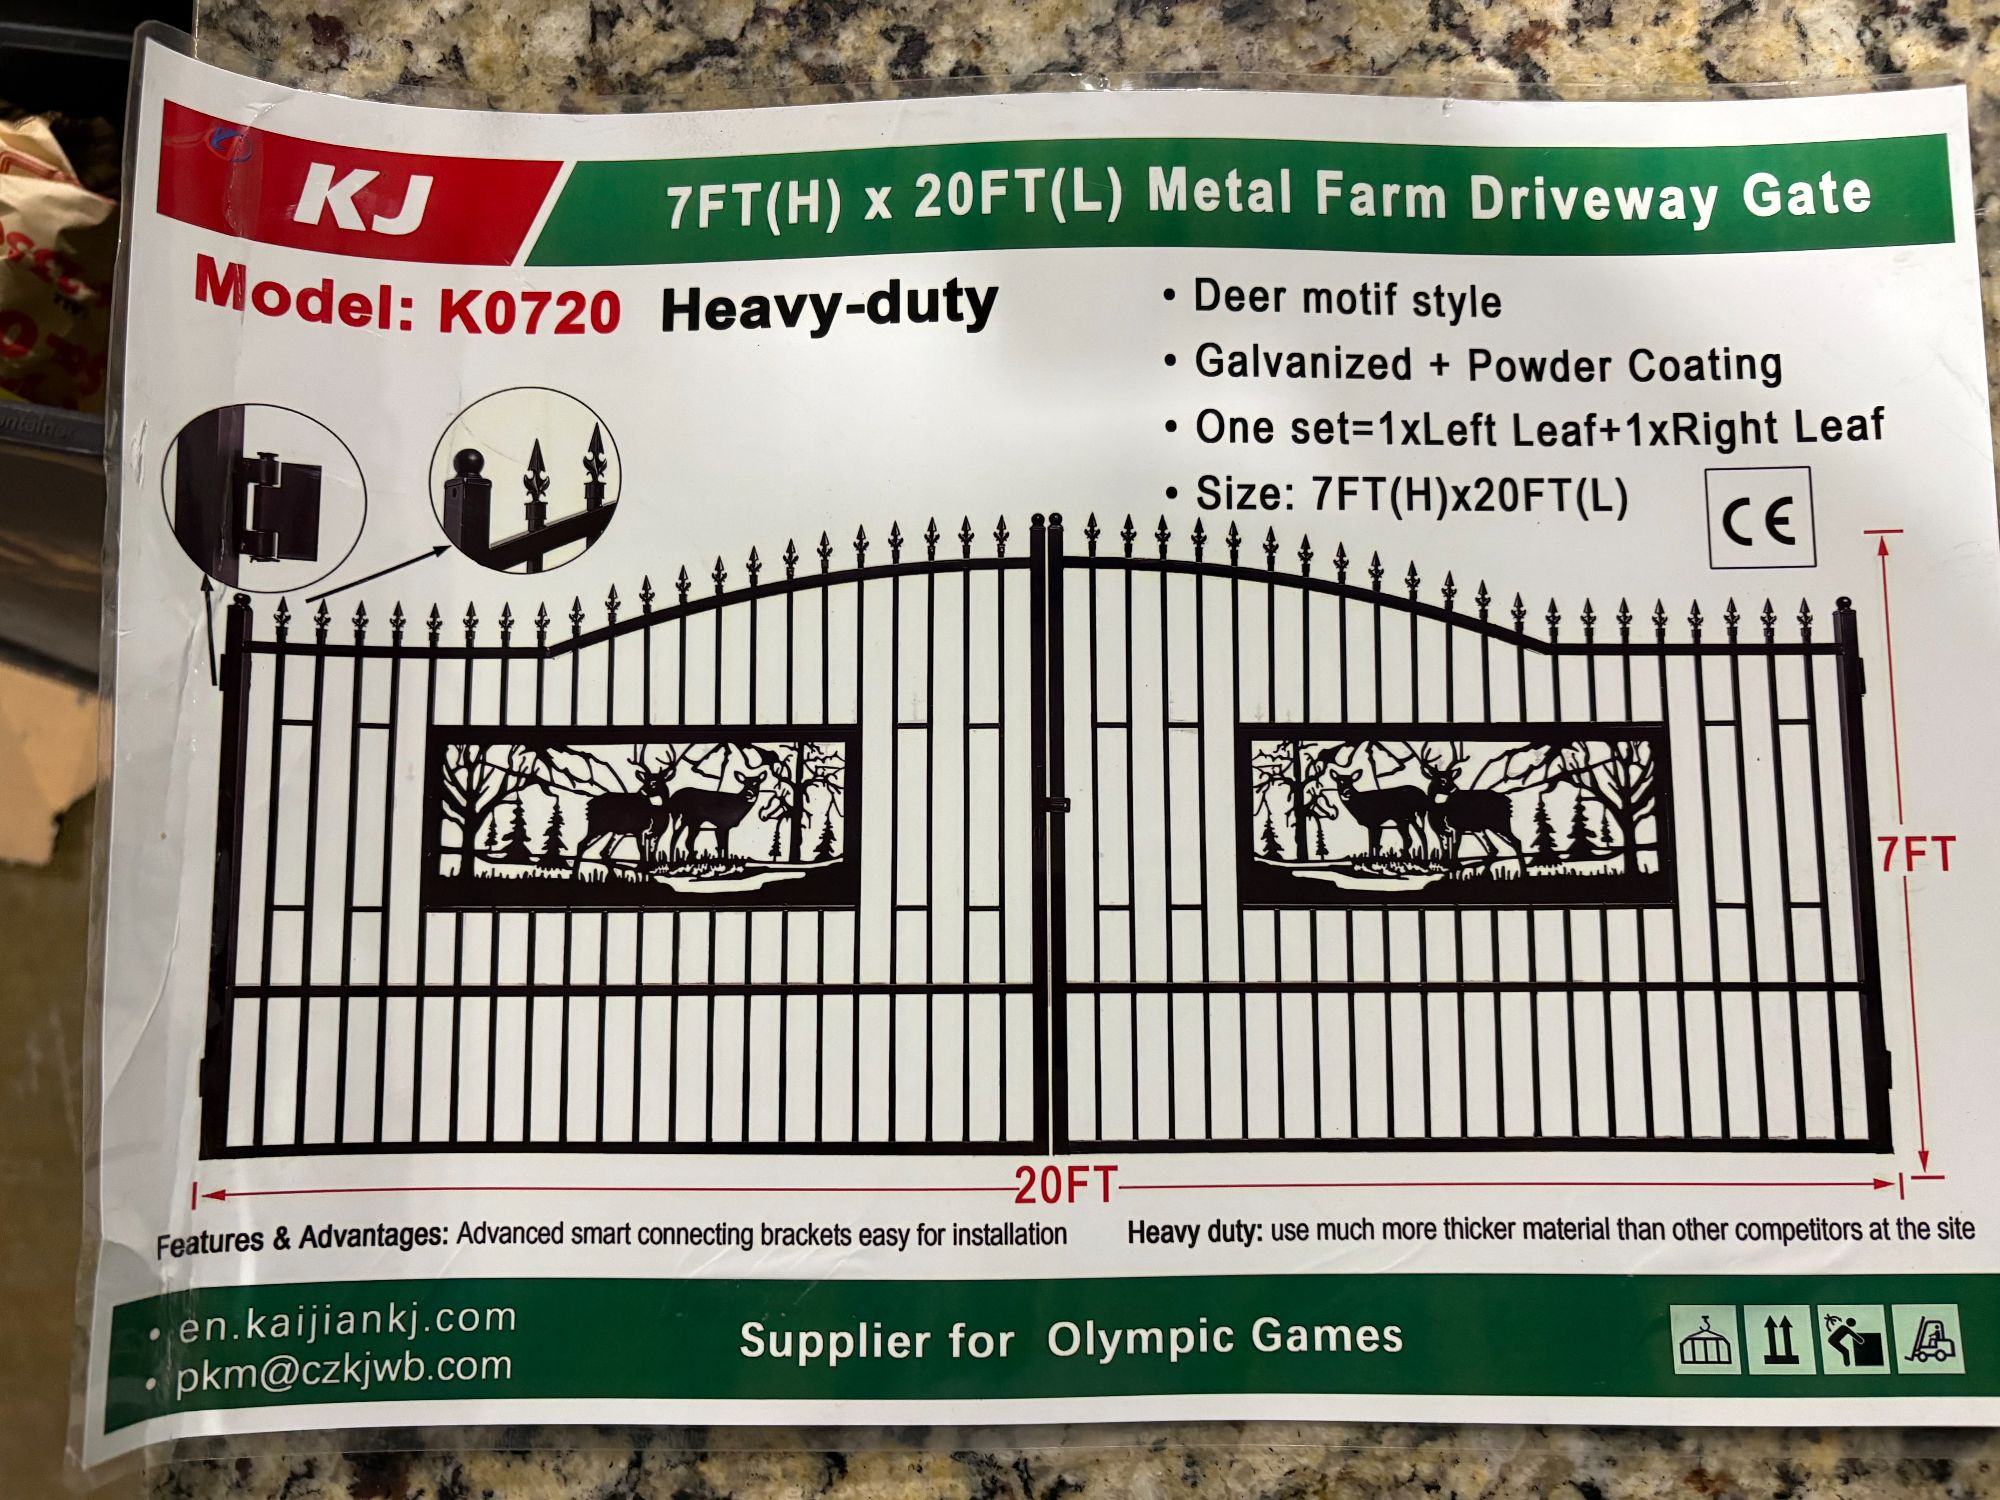 KJ
7FT(H) x 20FT(L) Metal Farm Driveway Gate
Model: K0720 Heavy-duty
• Deer motif style
• Galvanized + Powder Coating
• One set=1xLeft Leaf+1xRight Leaf
• Size: 7FT(H)x20FT(L)
CE
7FT
20FT
Features & Advantages: Advanced smart connecting brackets easy for installation
Heavy duty: use much more thicker material than other competitors at the site
• en.kaijiankj.com
• pkm@czkjwb.com
Supplier for Olympic Games
3